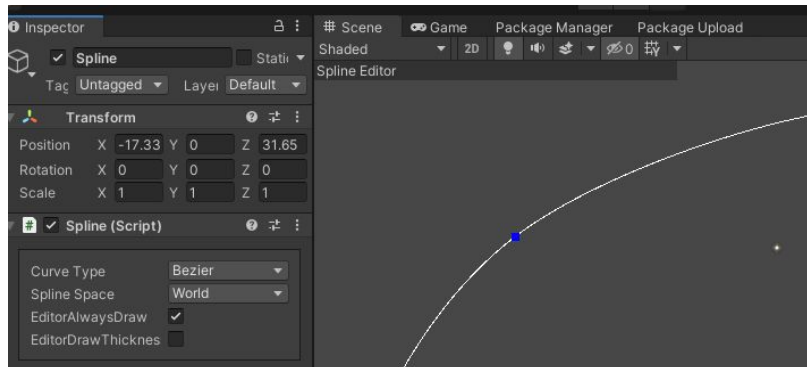 Inspector
# Scene Game Package Manager Package Upload
Spline Static
Shaded 2D 0
Tag Untagged Layer Default
Spline Editor
Transform
Position X -17.33 Y 0 Z 31.65
Rotation X 0 Y 0 Z 0
Scale X 1 Y 1 Z 1
# Spline (Script)
Curve Type Bezier
Spline Space World
EditorAlwaysDraw
EditorDrawThicknes